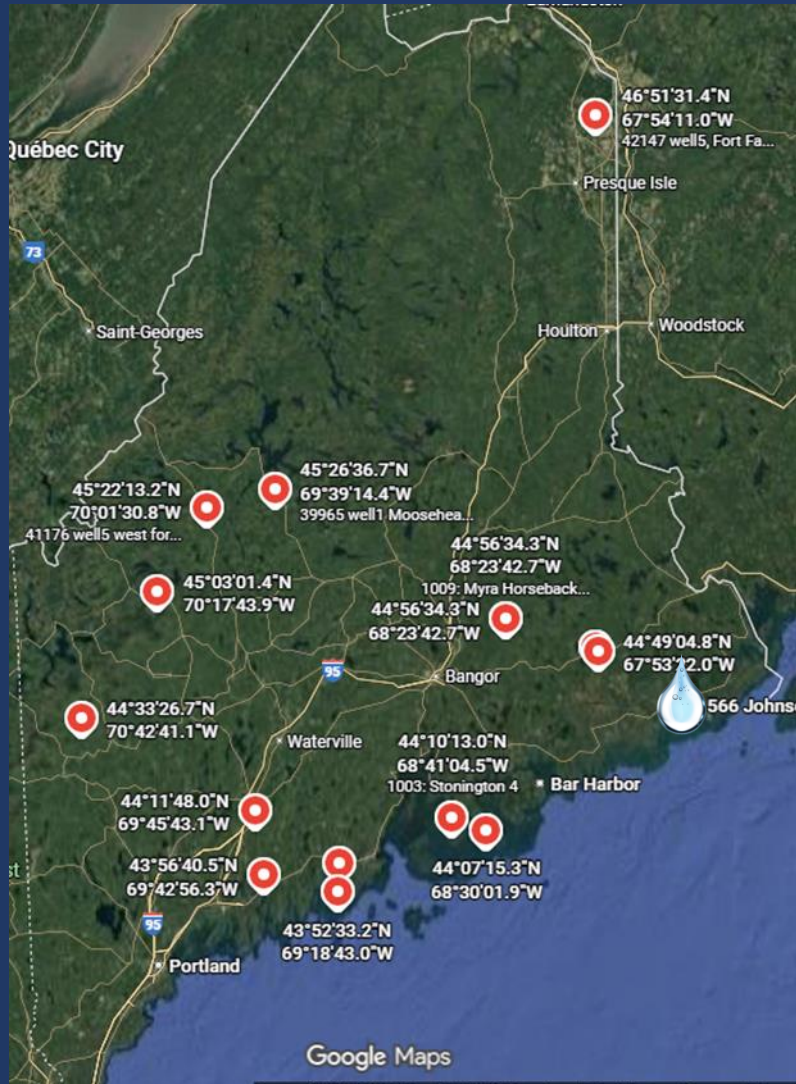 46°51'31.4"N
67°54'11.0"W
42147 well5, Fort Fa...
Québec City
Presque Isle
73
Saint-Georges
Houlton
Woodstock
45°26'36.7"N
69°39'14.4"W
39965 well1 Moosehea...
45°22'13.2"N
70°01'30.8"W
41176 well5 west for...
44°56'34.3"N
68°23'42.7"W
1009: Myra Horseback...
45°03'01.4"N
70°17'43.9"W
44°56'34.3"N
68°23'42.7"W
44°49'04.8"N
95
Bangor
566 Johns
44°33'26.7"N
70°42'41.1"W
Waterville
44°10'13.0"N
68°41'04.5"W
1003: Stonington 4
Bar Harbor
44°11'48.0"N
69°45'43.1"W
43°56'40.5"N
69°42'56.3"W
44°07'15.3"N
68°30'01.9"W
95
43°52'33.2"N
69°18'43.0"W
Portland
Google Maps